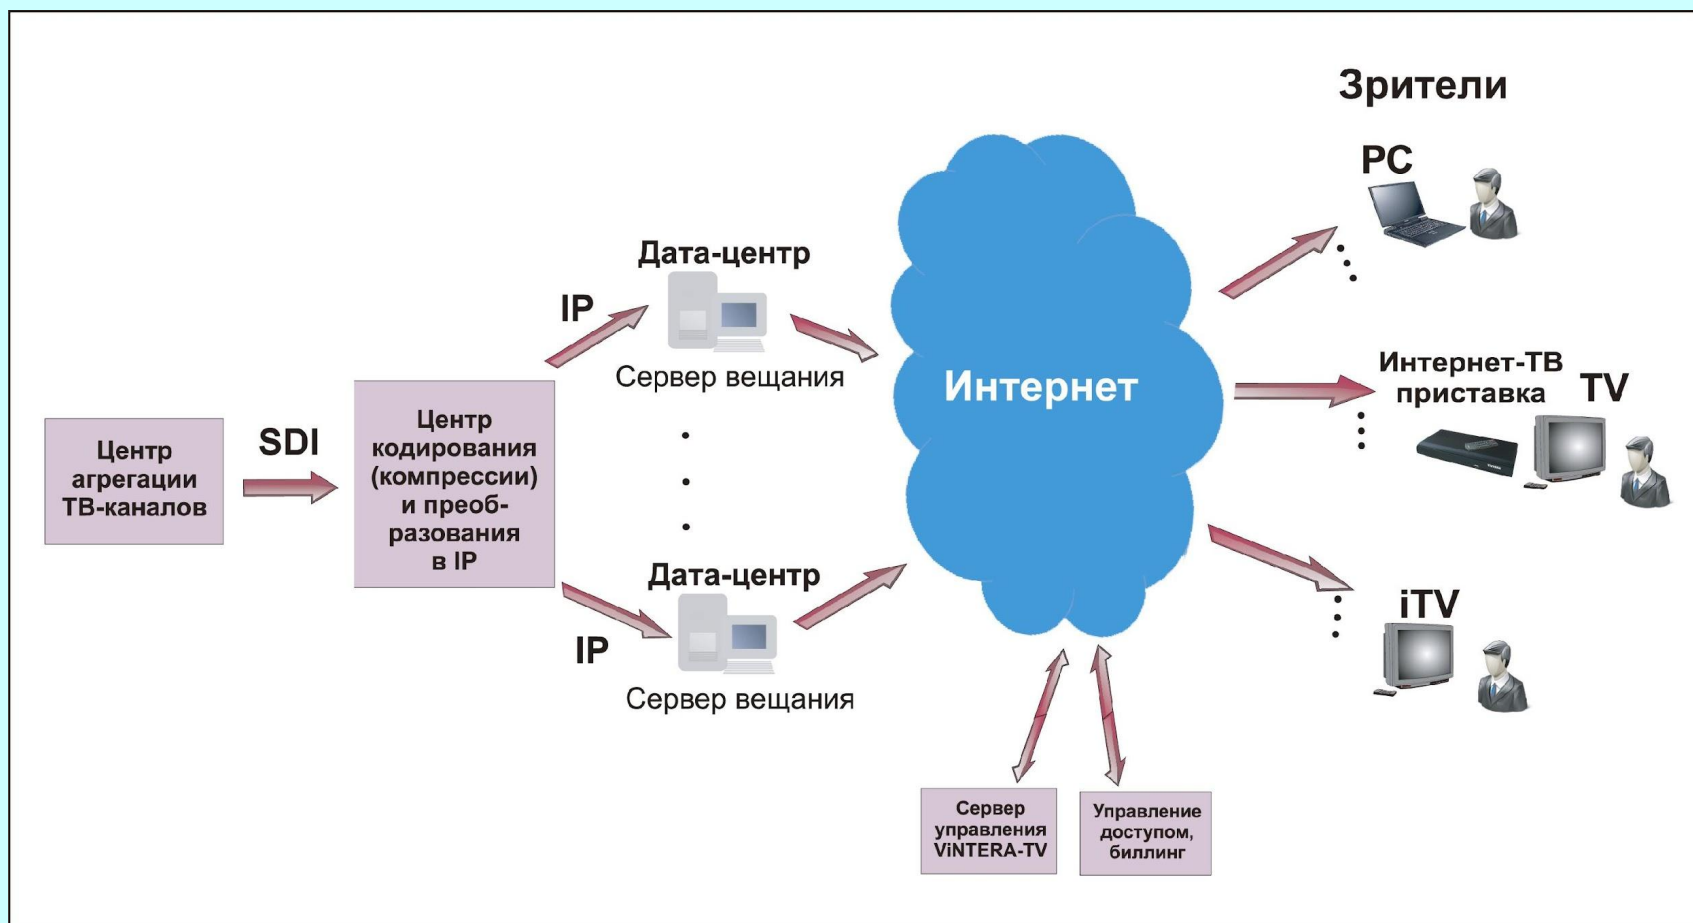 Зрители
PC
Дата-центр
IP
Сервер вещания
Интернет
Интернет-ТВ
приставка
TV
Центр
агрегации
ТВ-каналов
SDI
Центр
кодирования
(компрессии)
и преоб-
разования
в IP
Дата-центр
IP
Сервер вещания
iTV
Сервер
управления
ViNTERA-TV
Управление
доступом,
биллинг